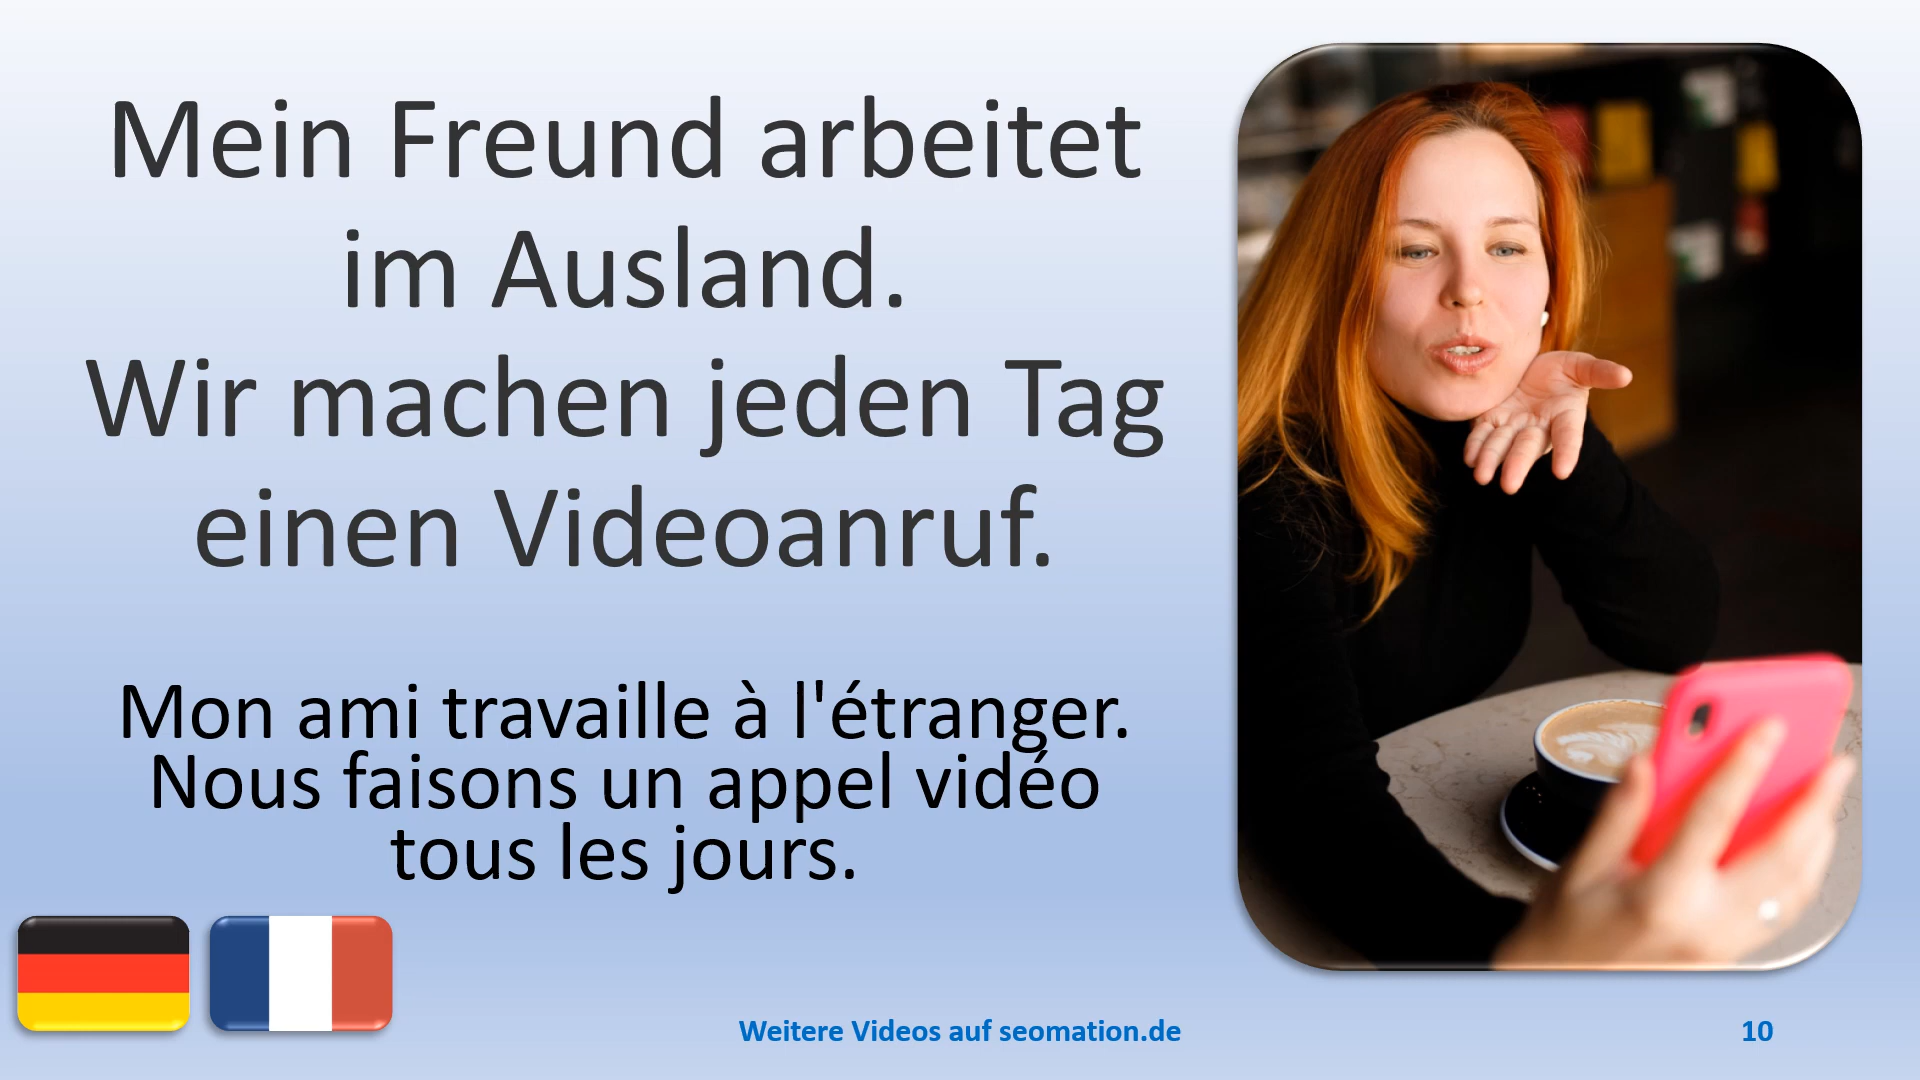 Mein Freund arbeitet
im Ausland.
Wir machen jeden Tag
einen Videoanruf.
Mon ami travaille à l'étranger.
Nous faisons un appel vidéo
tous les jours.
Weitere Videos auf seomation.de
10